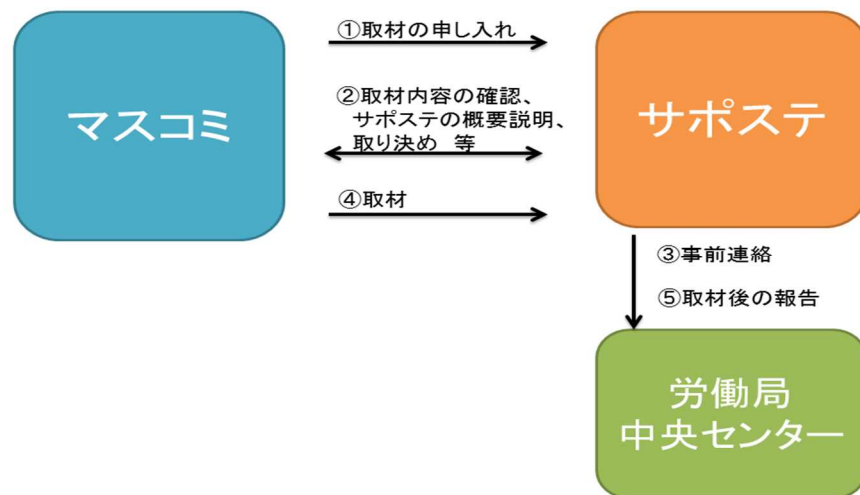 マスコミ
①取材の申し入れ
②取材内容の確認、
サポステの概要説明、
取り決め 等
④取材
サポステ
③事前連絡
⑤取材後の報告
労働局
中央センター